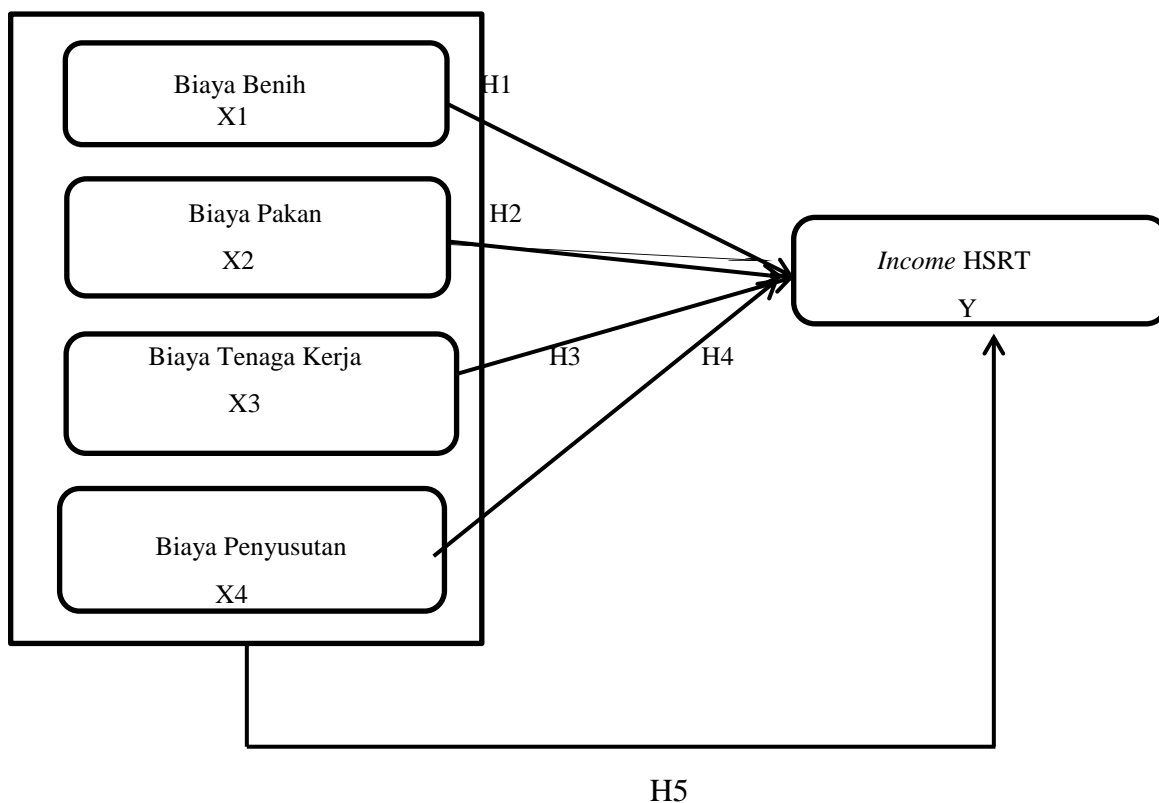 Biaya Benih
X1
H1
Biaya Pakan
X2
H2
Income HSRT
Y
Biaya Tenaga Kerja
X3
H3
H4
Biaya Penyusutan
X4
H5